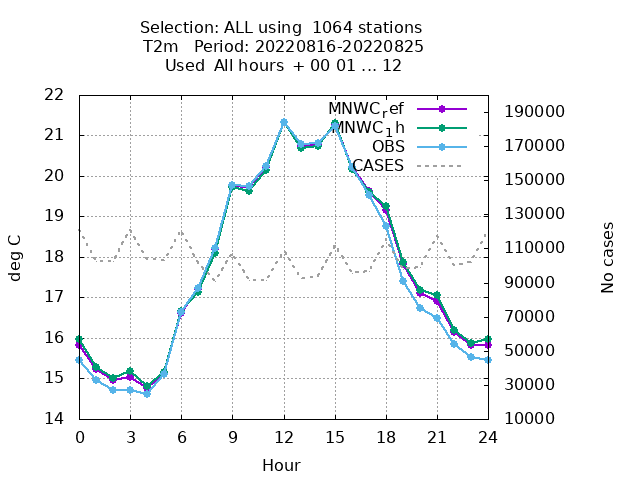 Selection: ALL using  1064 stations
T2m   Period: 20220816-20220825
Used  All hours  + 00 01 ... 12
MNWC_ref
MNWC_1h
OBS
CASES
deg C
22
21
20
19
18
17
16
15
14
190000
170000
150000
130000
110000
90000
70000
50000
30000
10000
No cases
0 3 6 9 12 15 18 21 24
Hour